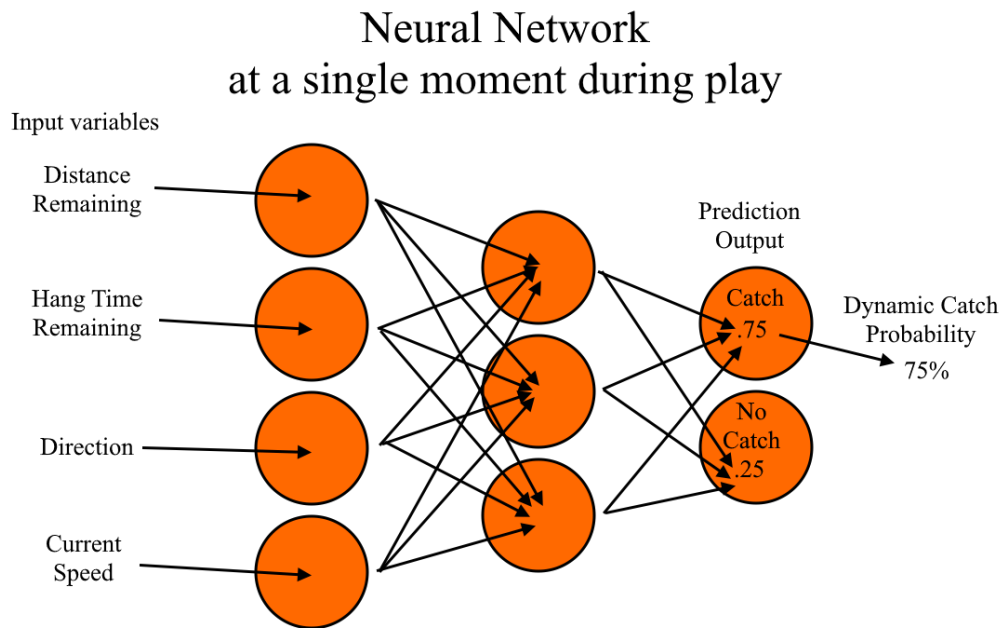 Neural Network
at a single moment during play
Input variables
Distance
Remaining
Hang Time
Remaining
Direction
Current
Speed
Prediction
Output
Catch
.75
No
Catch
.25
Dynamic Catch
Probability
75%